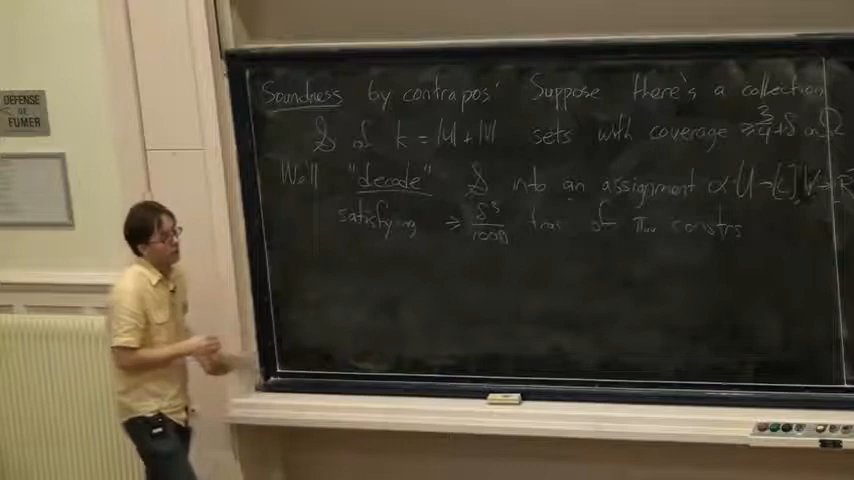 DEFENSE
DE FUMER
Soundness by contrapos' Suppose there's a collection
S of k = |U| + |V| sets with coverage ≥ 3/4 + δ on Ω
We'll "decode" S into an assignment α: U → [L], V → [R]
satisfying ≥ δ³/1000 frac of πuv constrs